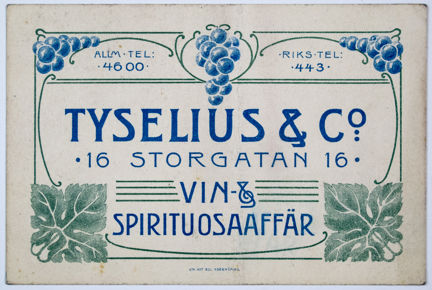 ALLM·TEL: ·RIKS·TEL:
·4600· ·443·
TYSELIUS & Cº
·16 STORGATAN 16·
VIN-&
SPIRITUOSAAFFÄR